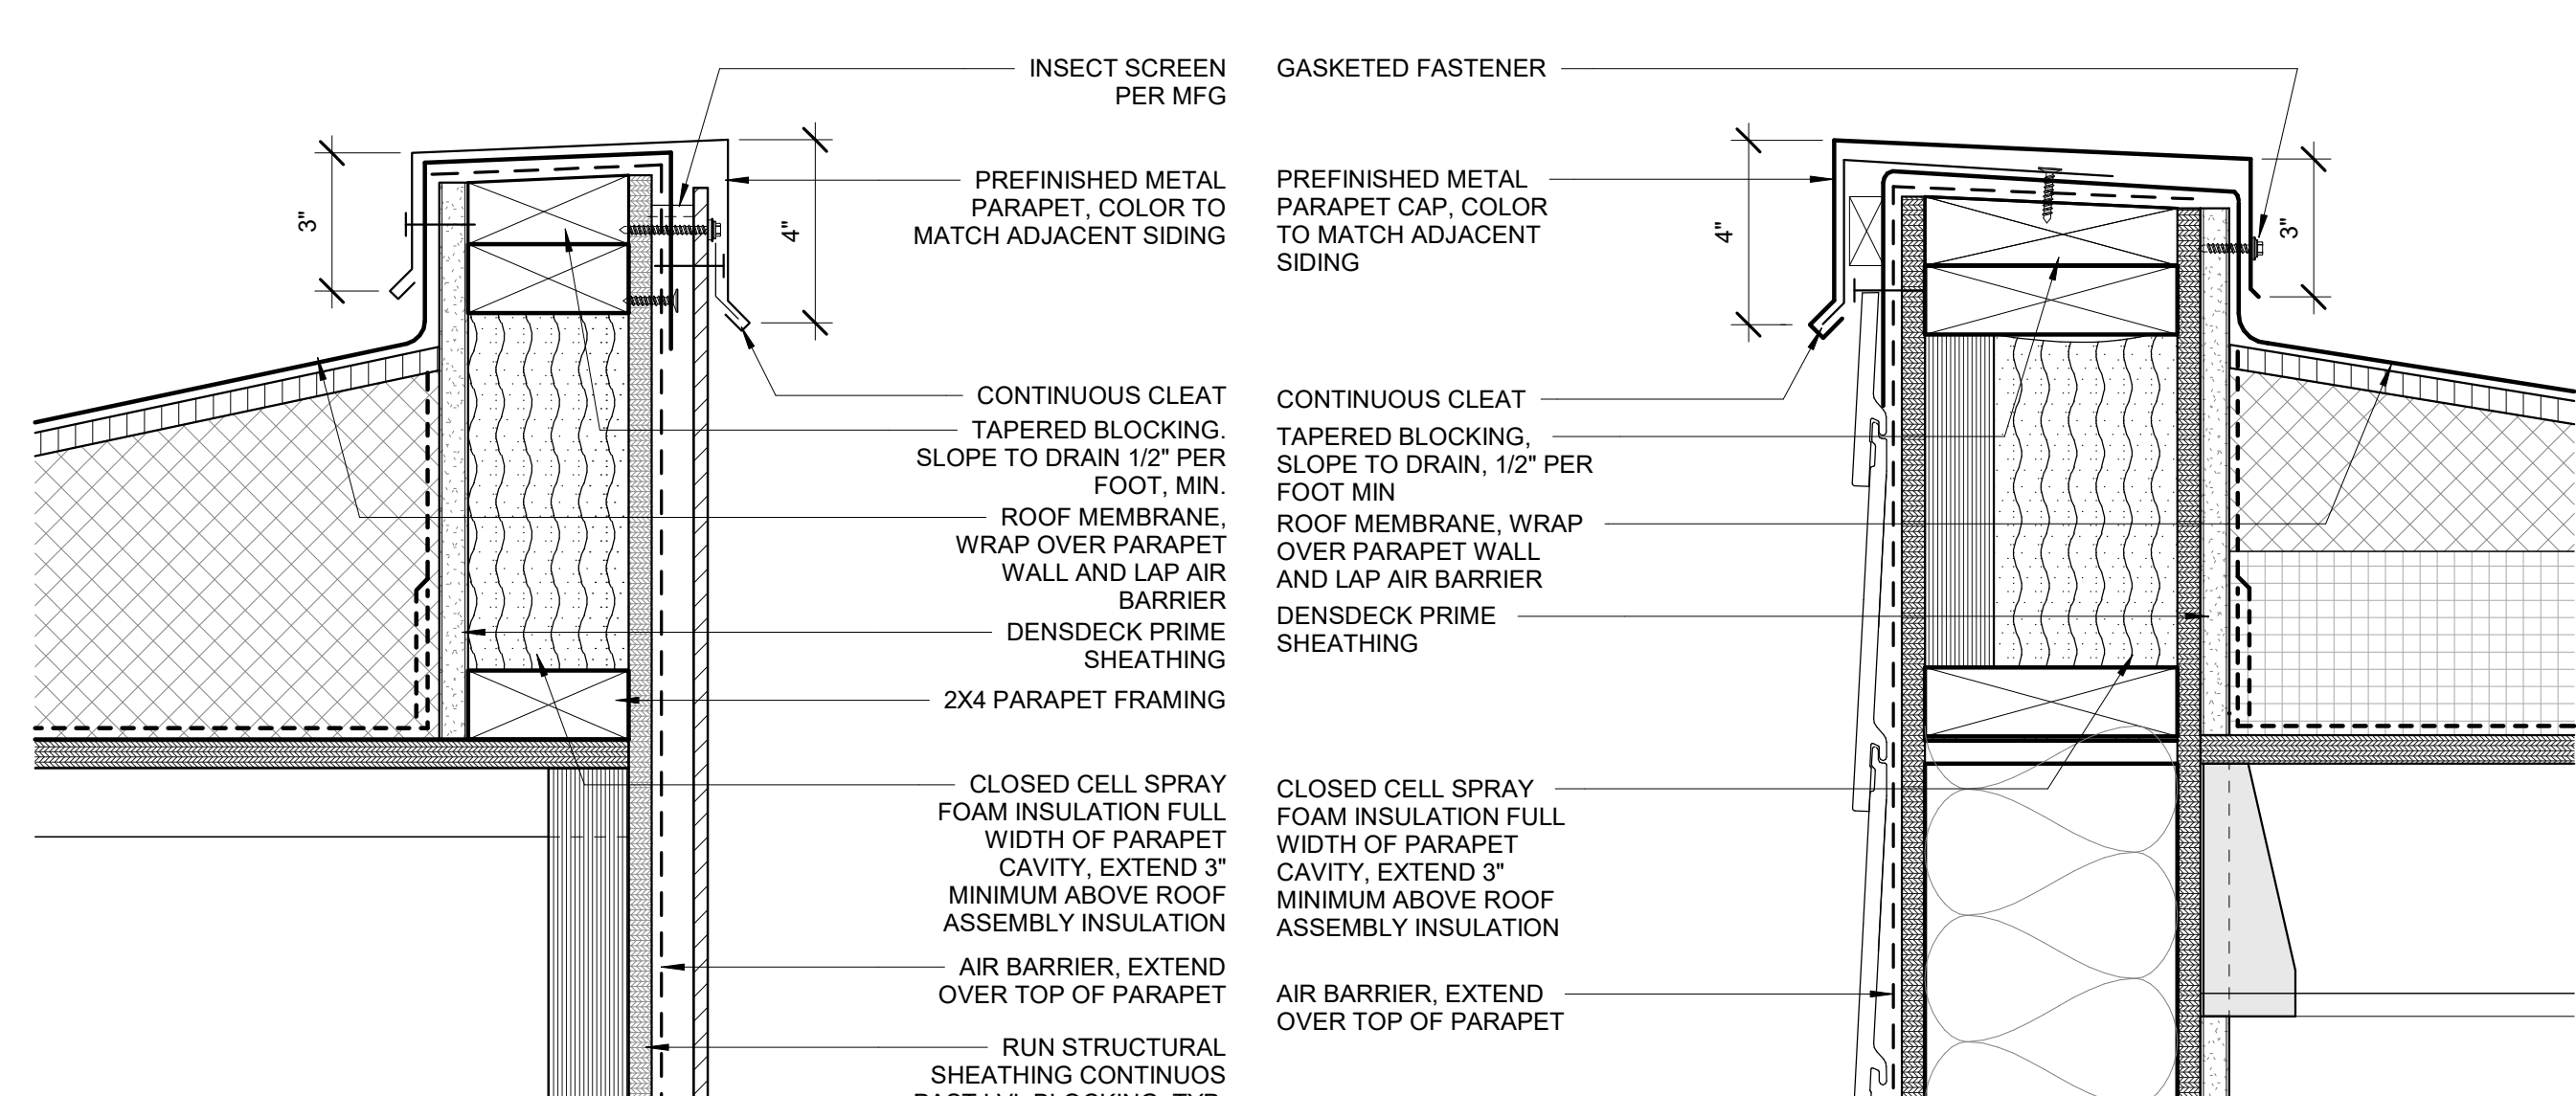 INSECT SCREEN
PER MFG
3"
4"
PREFINISHED METAL
PARAPET, COLOR TO
MATCH ADJACENT SIDING
CONTINUOUS CLEAT
TAPERED BLOCKING.
SLOPE TO DRAIN 1/2" PER
FOOT, MIN.
ROOF MEMBRANE,
WRAP OVER PARAPET
WALL AND LAP AIR
BARRIER
DENSDECK PRIME
SHEATHING
2X4 PARAPET FRAMING
CLOSED CELL SPRAY
FOAM INSULATION FULL
WIDTH OF PARAPET
CAVITY, EXTEND 3"
MINIMUM ABOVE ROOF
ASSEMBLY INSULATION
AIR BARRIER, EXTEND
OVER TOP OF PARAPET
RUN STRUCTURAL
SHEATHING CONTINUOS
PAST LVL BLOCKING, TYP.
GASKETED FASTENER
4"
3"
PREFINISHED METAL
PARAPET CAP, COLOR
TO MATCH ADJACENT
SIDING
CONTINUOUS CLEAT
TAPERED BLOCKING,
SLOPE TO DRAIN, 1/2" PER
FOOT MIN
ROOF MEMBRANE, WRAP
OVER PARAPET WALL
AND LAP AIR BARRIER
DENSDECK PRIME
SHEATHING
CLOSED CELL SPRAY
FOAM INSULATION FULL
WIDTH OF PARAPET
CAVITY, EXTEND 3"
MINIMUM ABOVE ROOF
ASSEMBLY INSULATION
AIR BARRIER, EXTEND
OVER TOP OF PARAPET